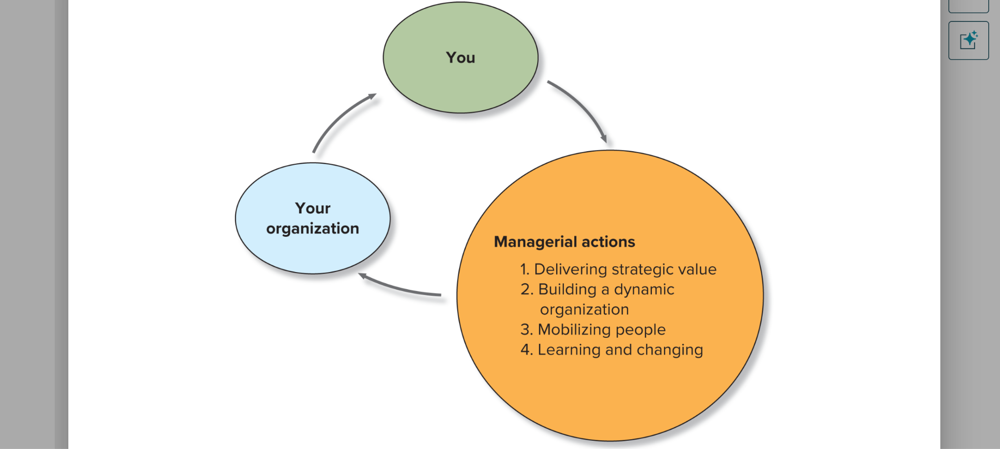 You
Your
organization
Managerial actions
1. Delivering strategic value
2. Building a dynamic
organization
3. Mobilizing people
4. Learning and changing